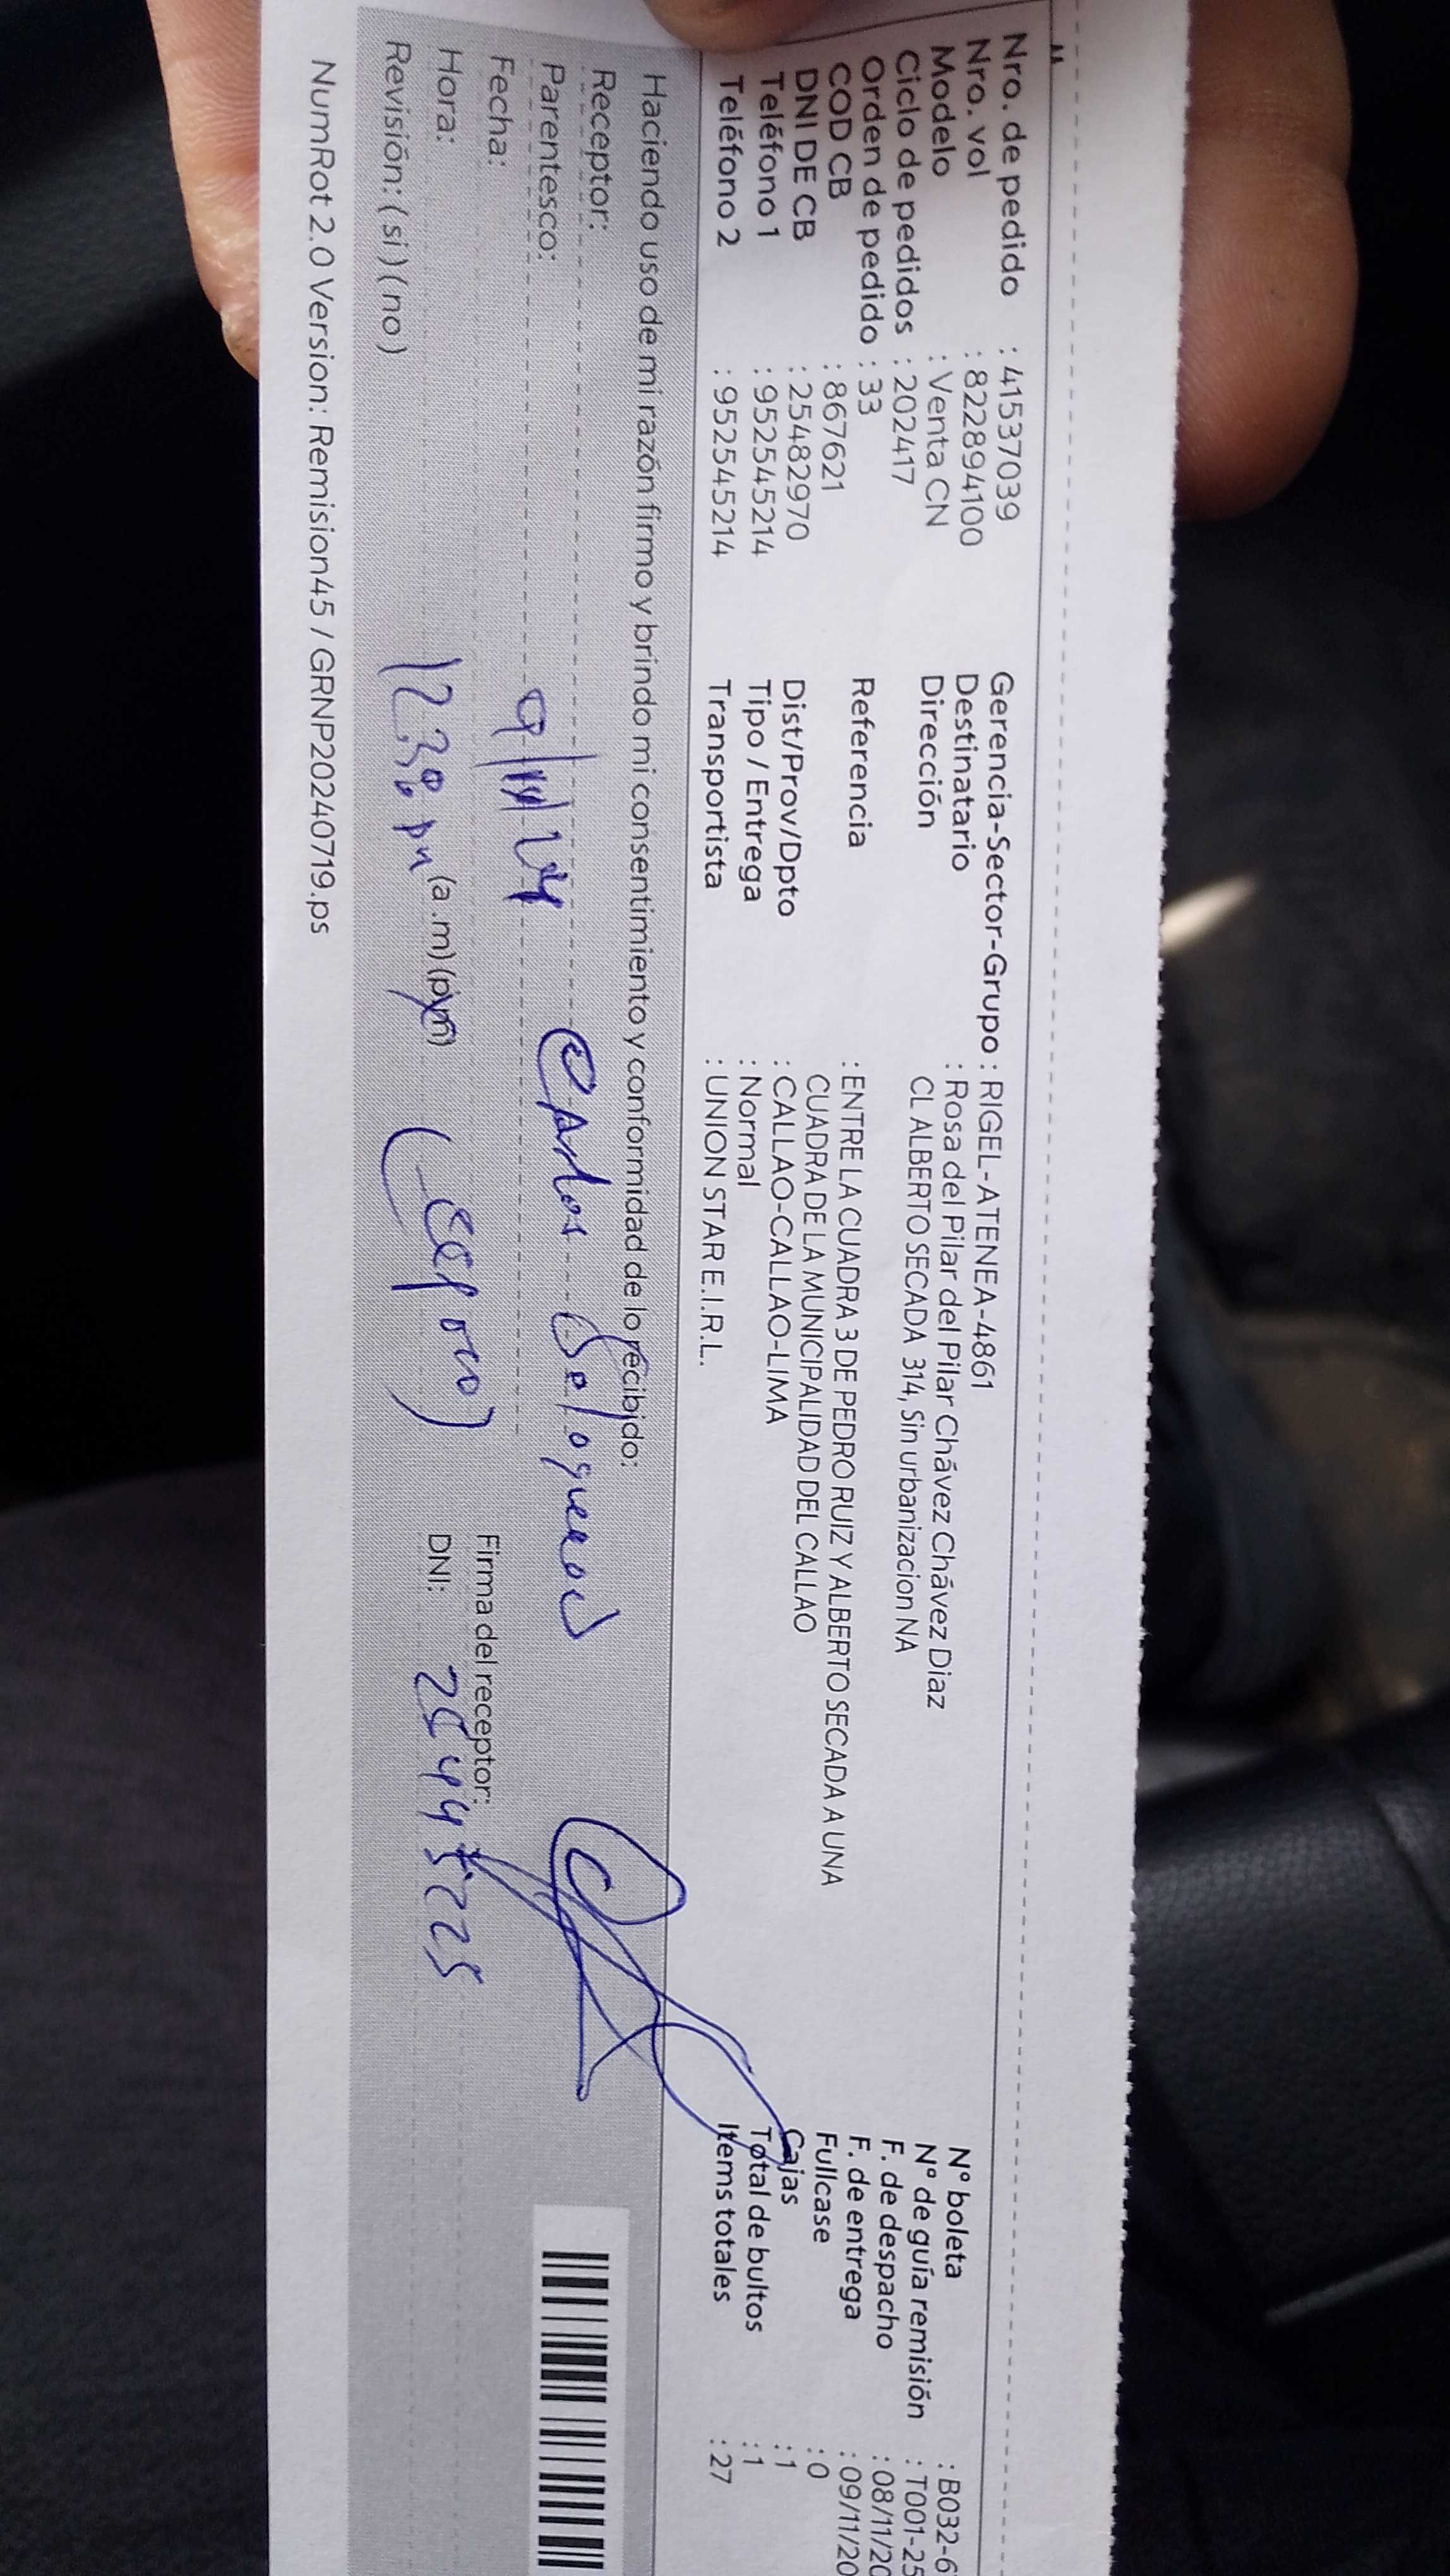 Nro. de pedido : 41537039
Nro. vol : 822894100
Modelo : Venta CN
Ciclo de pedidos : 202417
Orden de pedido : 33
COD CB : 867621
DNI DE CB : 25482970
Teléfono 1 : 952545214
Teléfono 2 : 952545214
Gerencia-Sector-Grupo : RIGEL-ATENEA-4861
Destinatario : Rosa del Pilar del Pilar Chávez Chávez Diaz
Dirección CL ALBERTO SECADA 314, Sin urbanizacion NA
Referencia : ENTRE LA CUADRA 3 DE PEDRO RUIZ Y ALBERTO SECADA A UNA
CUADRA DE LA MUNICIPALIDAD DEL CALLAO
Dist/Prov/Dpto : CALLAO-CALLAO-LIMA
Tipo / Entrega : Normal
Transportista : UNION STAR E.I.R.L.
N° boleta : B032-6
N° de guía remisión : T001-25
F. de despacho : 08/11/20
F. de entrega : 09/11/20
Fullcase : 0
Cajas : 1
Total de bultos : 1
Items totales : 27
Haciendo uso de mi razón firmo y brindo mi consentimiento y conformidad de lo recibido:
Receptor: Carlos
Parentesco:
Fecha: 9/11/24
Hora: 12:38 pm (a.m) (p.m)
Revisión: (si) (no)
Firma del receptor:
DNI:
NumRot 2.0 Version: Remision45 / GRNP20240719.ps